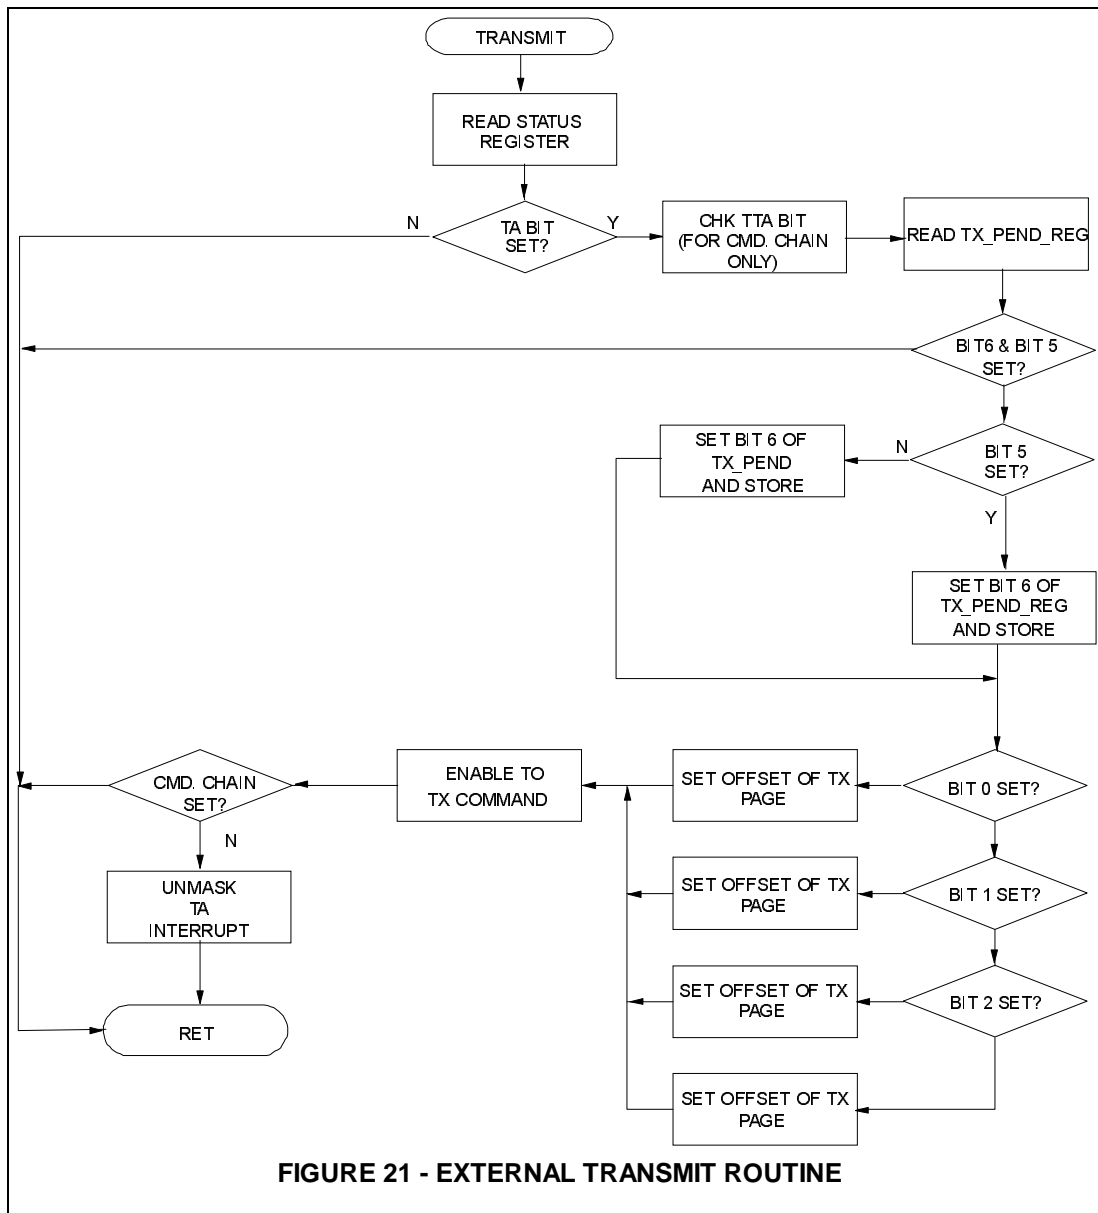 TRANSMIT
READ STATUS
REGISTER
N
TA BIT
SET?
Y
CHK TTA BIT
(FOR CMD. CHAIN
ONLY)
READ TX_PEND_REG
BIT6 & BIT 5
SET?
SET BIT 6 OF
TX_PEND
AND STORE
N
BIT 5
SET?
Y
SET BIT 6 OF
TX_PEND_REG
AND STORE
CMD. CHAIN
SET?
ENABLE TO
TX COMMAND
SET OFFSET OF TX
PAGE
BIT 0 SET?
N
UNMASK
TA
INTERRUPT
SET OFFSET OF TX
PAGE
BIT 1 SET?
SET OFFSET OF TX
PAGE
BIT 2 SET?
RET
SET OFFSET OF TX
PAGE
FIGURE 21 - EXTERNAL TRANSMIT ROUTINE